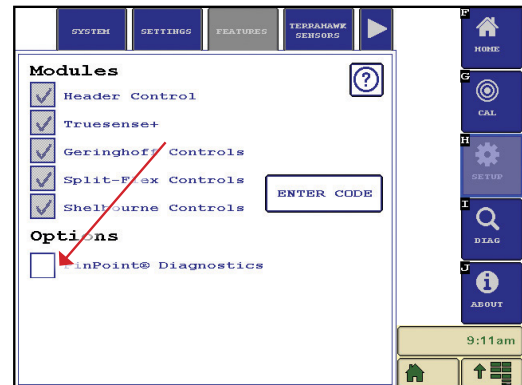 SYSTEM
SETTINGS
FEATURES
TERRAHAWK
SENSORS
Modules
?
Header Control
Truesense+
Geringhoff Controls
Split-Flex Controls
Shelbourne Controls
ENTER CODE
Options
PinPoint® Diagnostics
F
HOME
G
CAL
H
SETUP
I
DIAG
J
i
ABOUT
9:11am